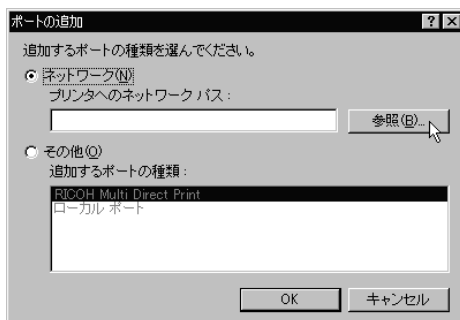 ポートの追加
追加するポートの種類を選んでください。
ネットワーク(N)
プリンタへのネットワーク パス:
参照(B)...
その他(O)
追加するポートの種類:
RICOH Multi Direct Print
ローカル ポート
OK キャンセル